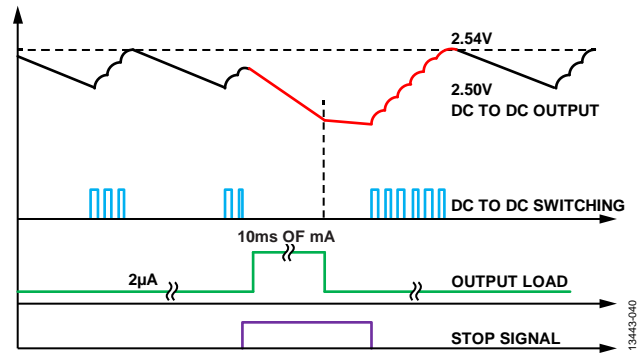 2.54V
2.50V
DC TO DC OUTPUT
DC TO DC SWITCHING
10ms OF mA
2µA
OUTPUT LOAD
STOP SIGNAL
13443-040